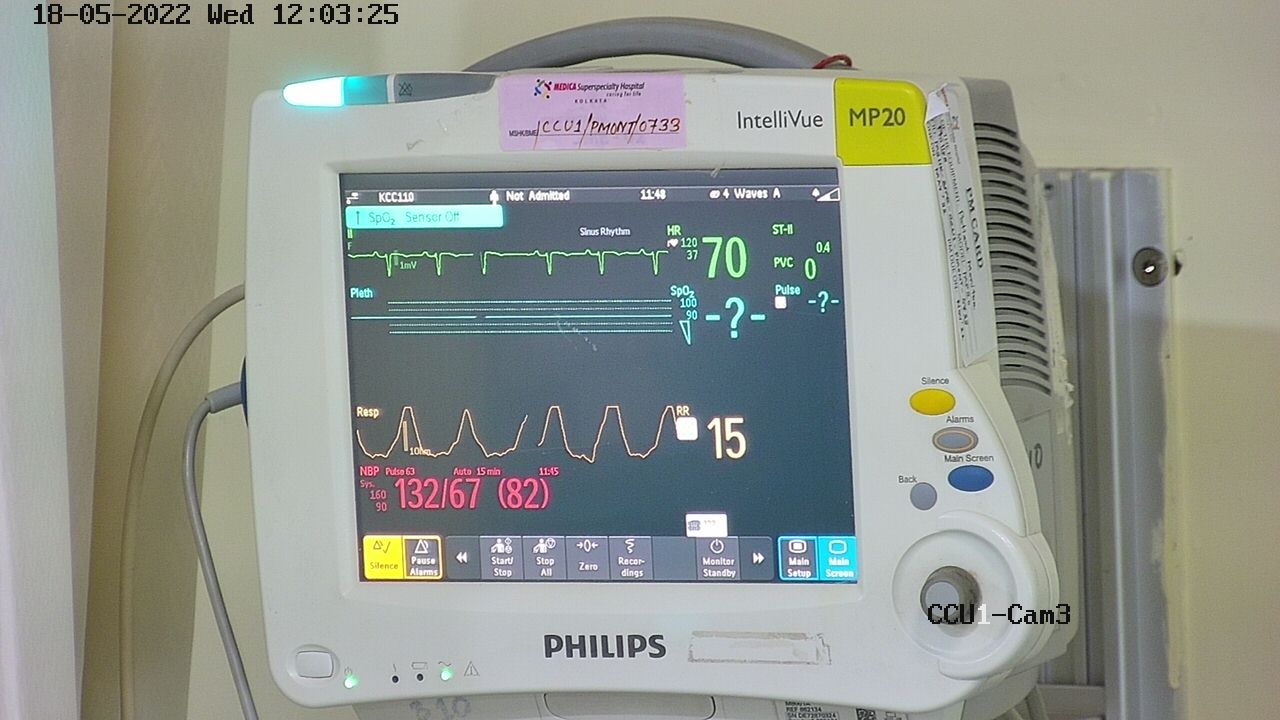 18-05-2022 Wed 12:03:25
MEDICA Superspecialty Hospital
caring for life
KOLKATA
CCU1/PMONT/0733
IntelliVue MP20
KCC110 Not Admitted 11:48 4 Waves A
SpO₂ Sensor Off
II
F
Sinus Rhythm
HR
120
37
70
ST-II
0.4
PVC 0
1mV
Pleth
SpO₂
100
90
-?-
Pulse
-?-
Resp
RR
15
NBP Pulse 63 Auto 15 min 11:45
Sys.
160
90
132/67 (82)
Silence
Pause Alarms
Start/ Stop
Stop All
Zero
Recor- dings
Monitor Standby
Main Setup
Main Screen
Silence
Alarms
Main Screen
Back
PM CARD
PHILIPS
CCU1-Cam3